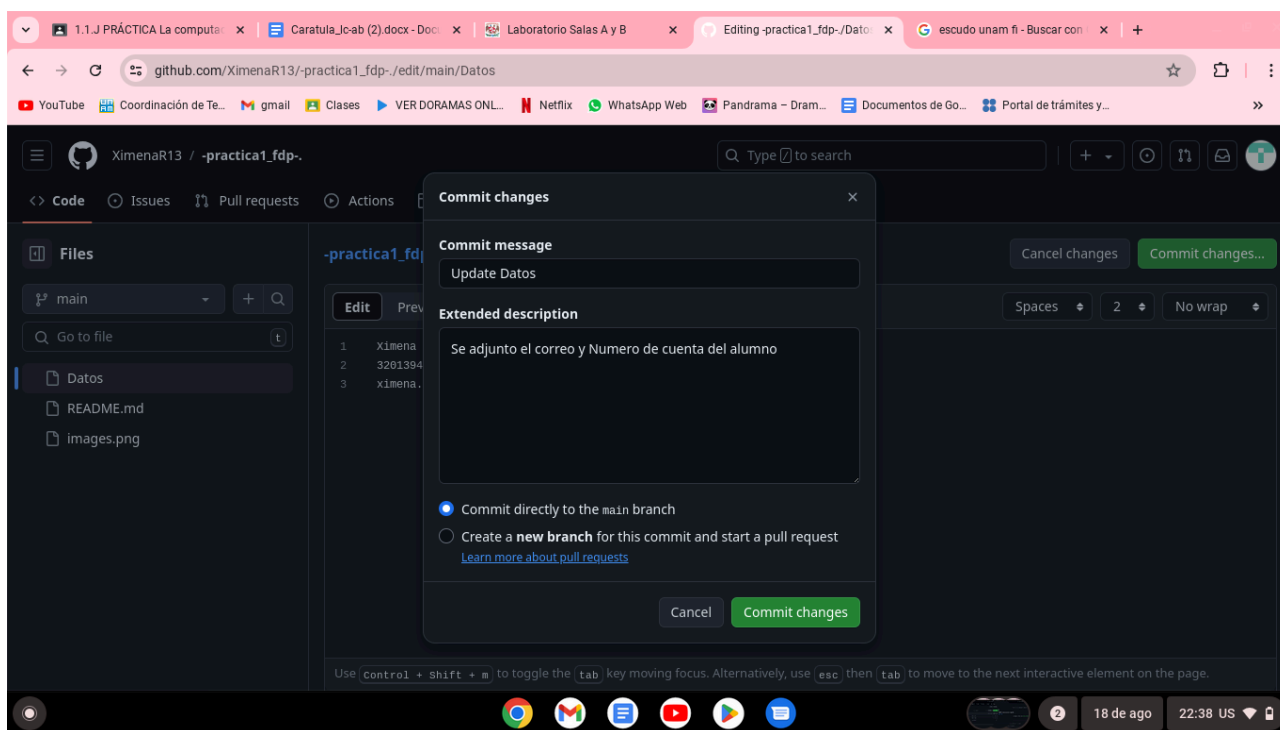 1.1.J PRÁCTICA La computa
Caratula_lc-ab (2).docx - Doc
Laboratorio Salas A y B
Editing -practica1_fdp-./Dato
escudo unam fi - Buscar con
github.com/XimenaR13/-practica1_fdp-./edit/main/Datos
YouTube
Coordinación de Te...
gmail
Clases
VER DORAMAS ONL...
Netflix
WhatsApp Web
Pandrama – Dram...
Documentos de Go...
Portal de trámites y...
XimenaR13 / -practica1_fdp-.
Type / to search
Code
Issues
Pull requests
Actions
Commit changes
Files
-practica1_fdp
Commit message
Cancel changes
Commit changes...
main
Update Datos
Edit
Prev
Extended description
Spaces
2
No wrap
Go to file
t
Se adjunto el correo y Numero de cuenta del alumno
1 Ximena
2 3201394
3 ximena.
Datos
README.md
images.png
Commit directly to the main branch
Create a new branch for this commit and start a pull request
Learn more about pull requests
Cancel
Commit changes
Use Control + Shift + m to toggle the tab key moving focus. Alternatively, use esc then tab to move to the next interactive element on the page.
2
18 de ago
22:38 US